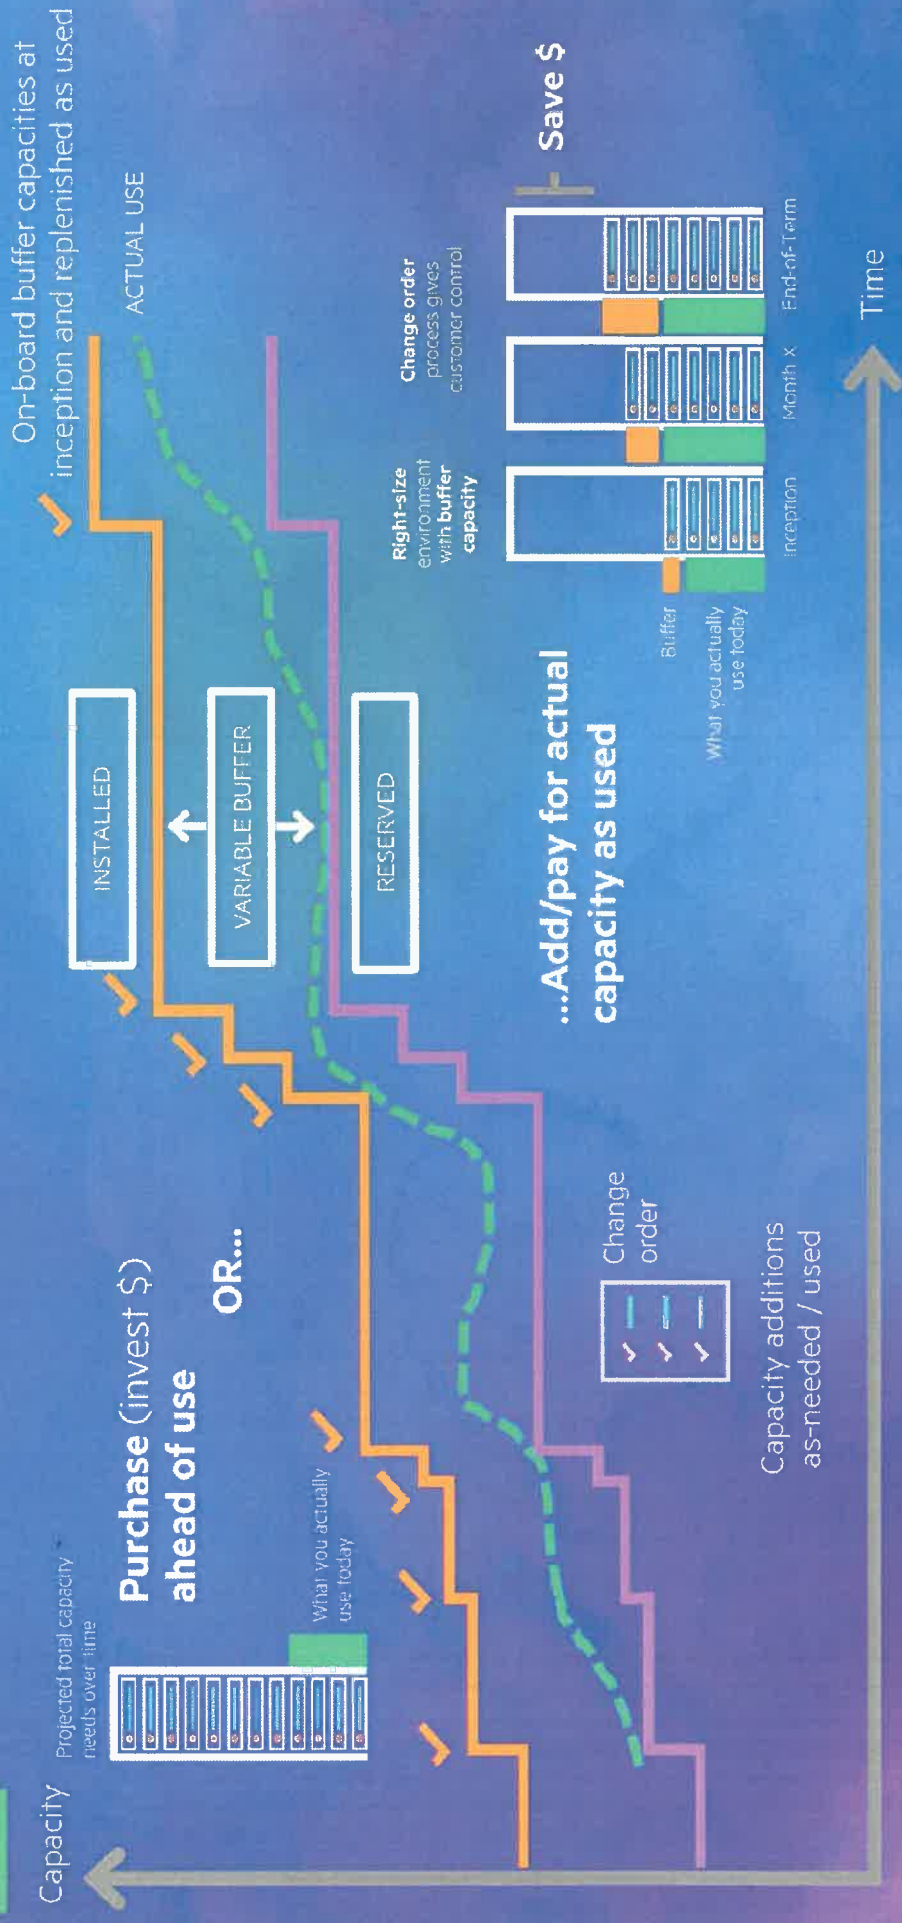 Capacity
Projected total capacity
needs over time
Purchase (invest $)
ahead of use
OR...
What you actually
use today
INSTALLED
VARIABLE BUFFER
RESERVED
On-board buffer capacities at
inception and replenished as used
ACTUAL USE
...Add/pay for actual
capacity as used
Right-size
environment
with buffer
capacity
Change order
process gives
customer control
Save $
Buffer
What you actually
use today
Inception
Month X
End-of-Term
Change
order
Capacity additions
as-needed / used
Time